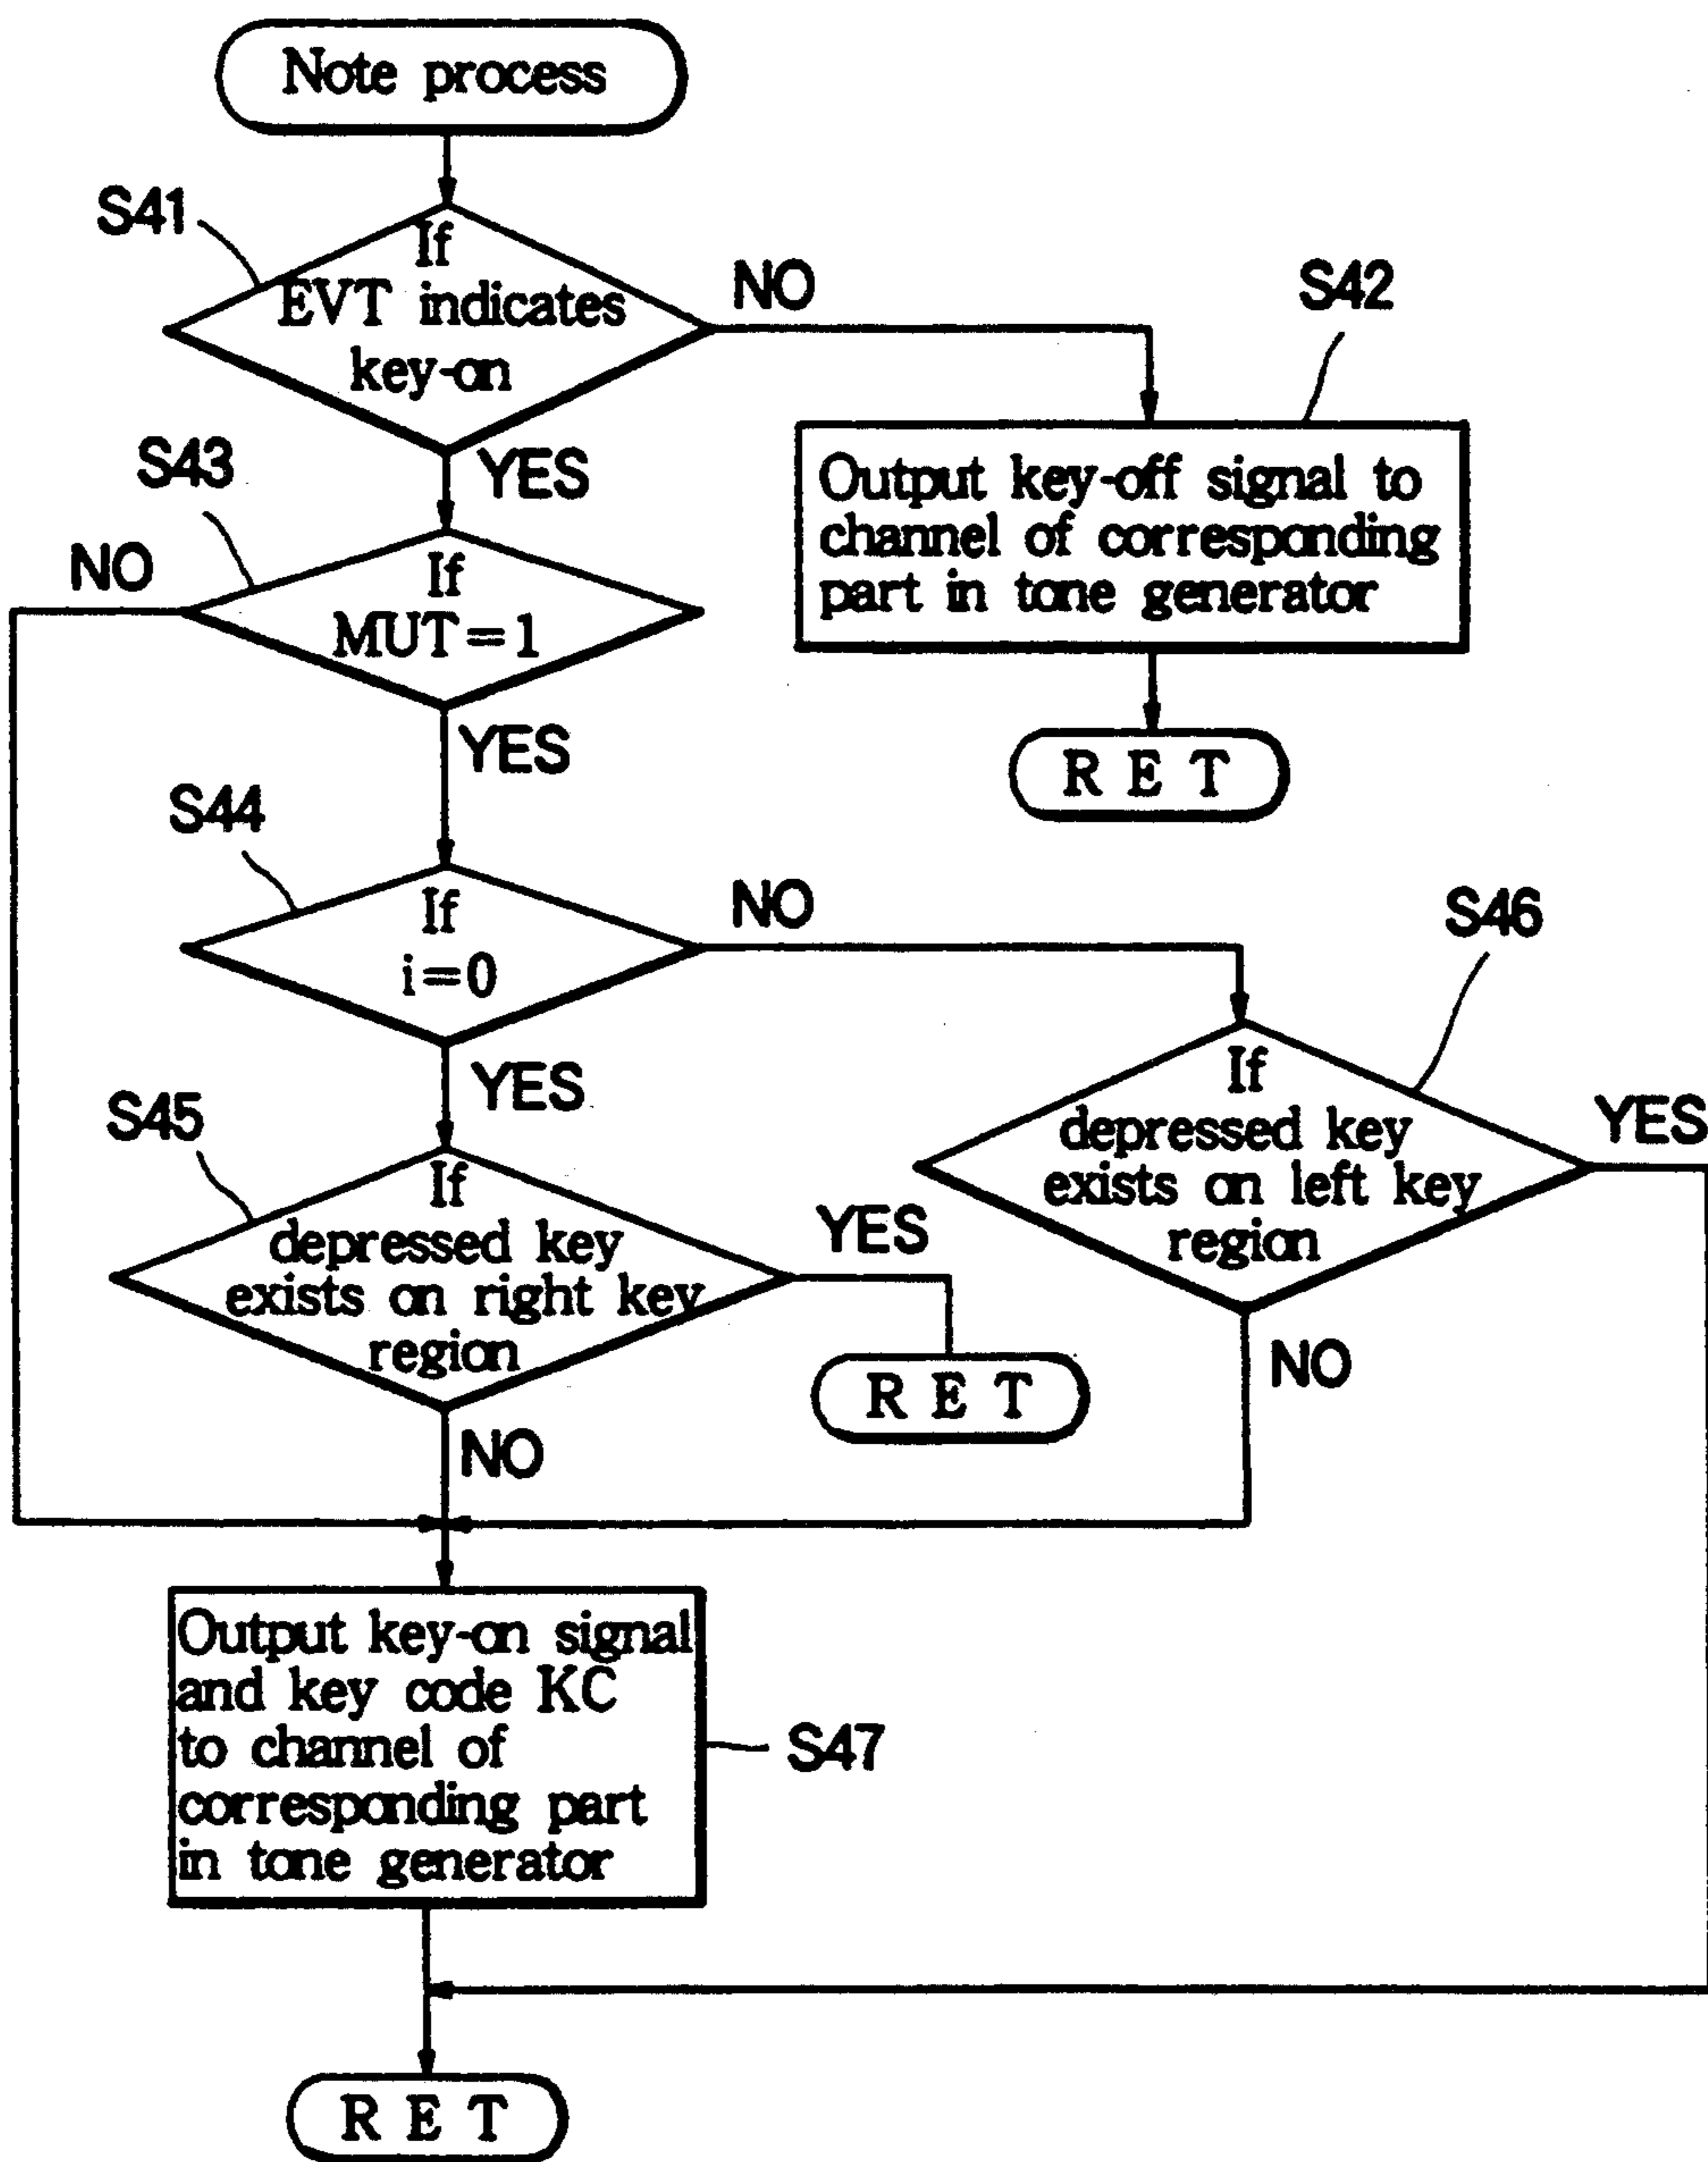 Note process
S41
If
EVT indicates
key-on
NO
S42
YES
Output key-off signal to
channel of corresponding
part in tone generator
S43
NO
If
MUT=1
YES
R E T
S44
If
i=0
NO
S46
YES
If
depressed key
exists on left key
region
YES
NO
S45
If
depressed key
exists on right key
region
YES
R E T
NO
Output key-on signal
and key code KC
to channel of
corresponding part
in tone generator
S47
R E T